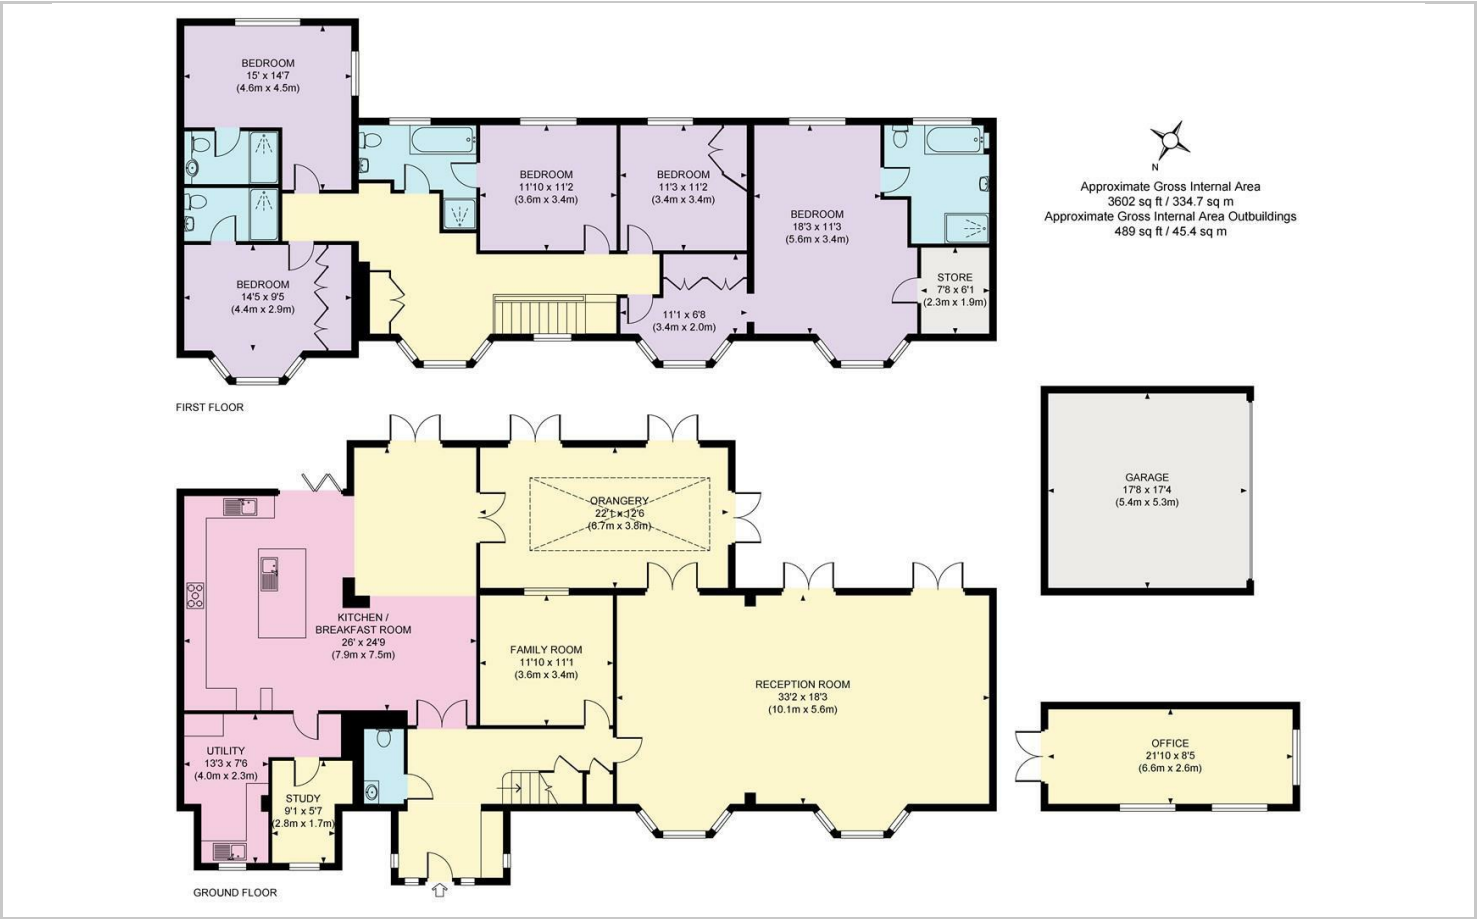 BEDROOM
15' x 14'7
(4.6m x 4.5m)
BEDROOM
11'10 x 11'2
(3.6m x 3.4m)
BEDROOM
11'3 x 11'2
(3.4m x 3.4m)
BEDROOM
18'3 x 11'3
(5.6m x 3.4m)
BEDROOM
14'5 x 9'5
(4.4m x 2.9m)
11'1 x 6'8
(3.4m x 2.0m)
STORE
7'8 x 6'1
(2.3m x 1.9m)
FIRST FLOOR
N
Approximate Gross Internal Area
3602 sq ft / 334.7 sq m
Approximate Gross Internal Area Outbuildings
489 sq ft / 45.4 sq m
ORANGERY
22'1 x 12'6
(6.7m x 3.8m)
KITCHEN /
BREAKFAST ROOM
26' x 24'9
(7.9m x 7.5m)
FAMILY ROOM
11'10 x 11'1
(3.6m x 3.4m)
RECEPTION ROOM
33'2 x 18'3
(10.1m x 5.6m)
UTILITY
13'3 x 7'6
(4.0m x 2.3m)
STUDY
9'1 x 5'7
(2.8m x 1.7m)
GROUND FLOOR
GARAGE
17'8 x 17'4
(5.4m x 5.3m)
OFFICE
21'10 x 8'5
(6.6m x 2.6m)